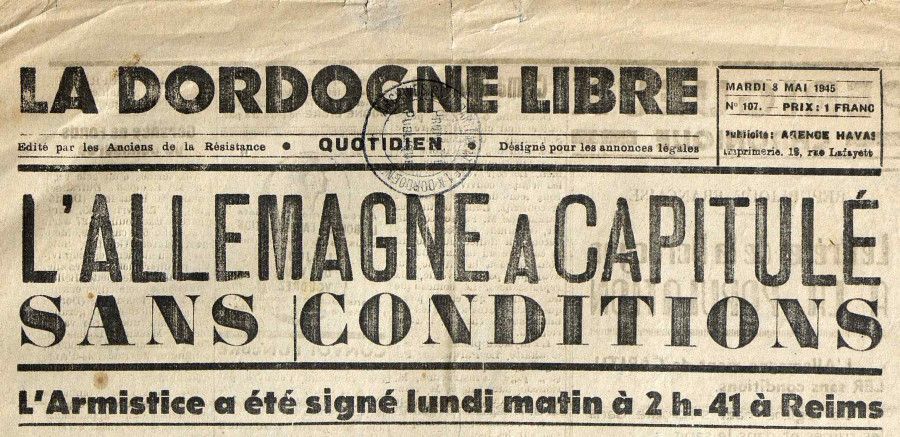 LA DORDOGNE LIBRE
MARDI 8 MAI 1945
N° 107. — PRIX : 1 FRANC
Publicité : AGENCE HAVAS
Imprimerie, 19, rue Lafayett
Edité par les Anciens de la Résistance • QUOTIDIEN • Désigné pour les annonces légales
L'ALLEMAGNE A CAPITULÉ
SANS CONDITIONS
L'Armistice a été signé lundi matin à 2 h. 41 à Reims